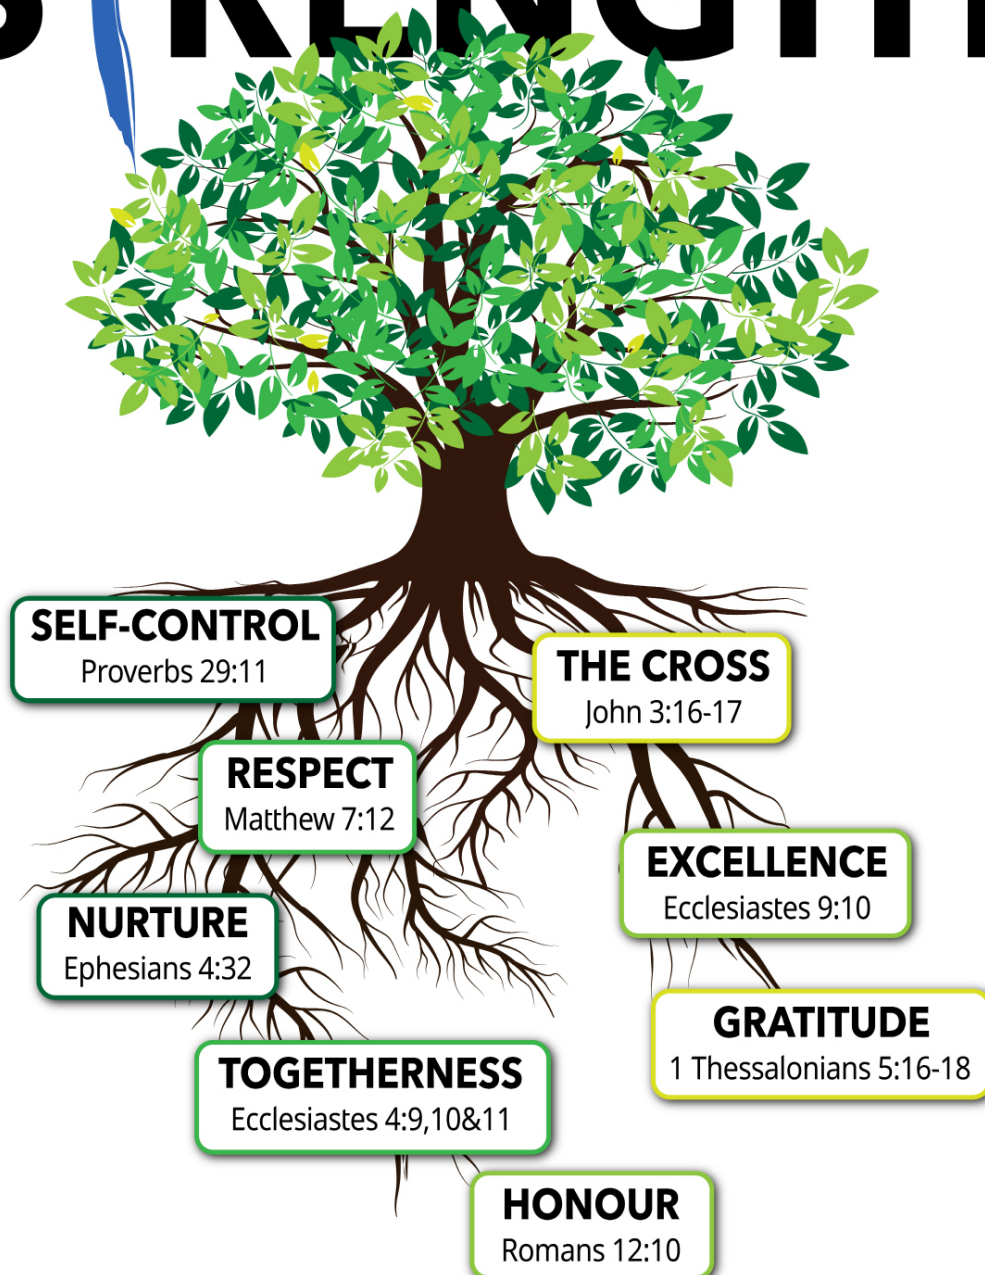 STRENGTH
SELF-CONTROL
Proverbs 29:11
THE CROSS
John 3:16-17
RESPECT
Matthew 7:12
EXCELLENCE
Ecclesiastes 9:10
NURTURE
Ephesians 4:32
GRATITUDE
1 Thessalonians 5:16-18
TOGETHERNESS
Ecclesiastes 4:9,10&11
HONOUR
Romans 12:10